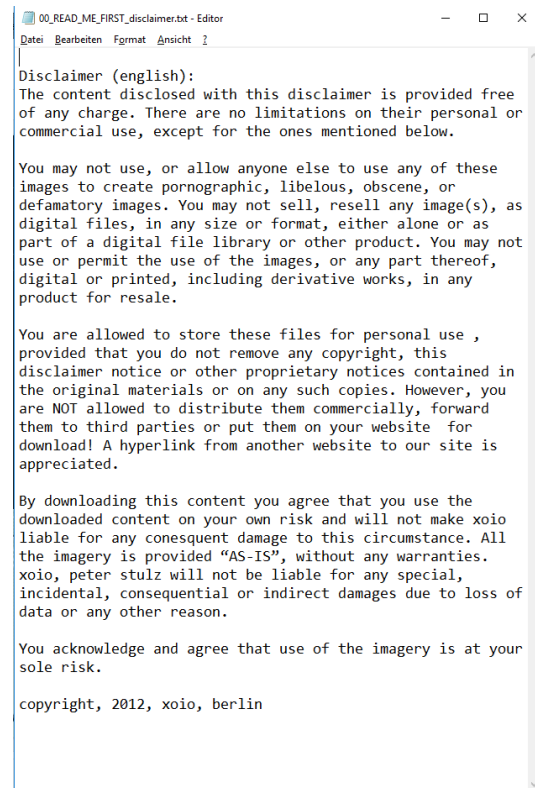 00_READ_ME_FIRST_disclaimer.txt - Editor
Datei Bearbeiten Format Ansicht ?
Disclaimer (english):
The content disclosed with this disclaimer is provided free
of any charge. There are no limitations on their personal or
commercial use, except for the ones mentioned below.
You may not use, or allow anyone else to use any of these
images to create pornographic, libelous, obscene, or
defamatory images. You may not sell, resell any image(s), as
digital files, in any size or format, either alone or as
part of a digital file library or other product. You may not
use or permit the use of the images, or any part thereof,
digital or printed, including derivative works, in any
product for resale.
You are allowed to store these files for personal use ,
provided that you do not remove any copyright, this
disclaimer notice or other proprietary notices contained in
the original materials or on any such copies. However, you
are NOT allowed to distribute them commercially, forward
them to third parties or put them on your website  for
download! A hyperlink from another website to our site is
appreciated.
By downloading this content you agree that you use the
downloaded content on your own risk and will not make xoio
liable for any conesquent damage to this circumstance. All
the imagery is provided “AS-IS”, without any warranties.
xoio, peter stulz will not be liable for any special,
incidental, consequential or indirect damages due to loss of
data or any other reason.
You acknowledge and agree that use of the imagery is at your
sole risk.
copyright, 2012, xoio, berlin